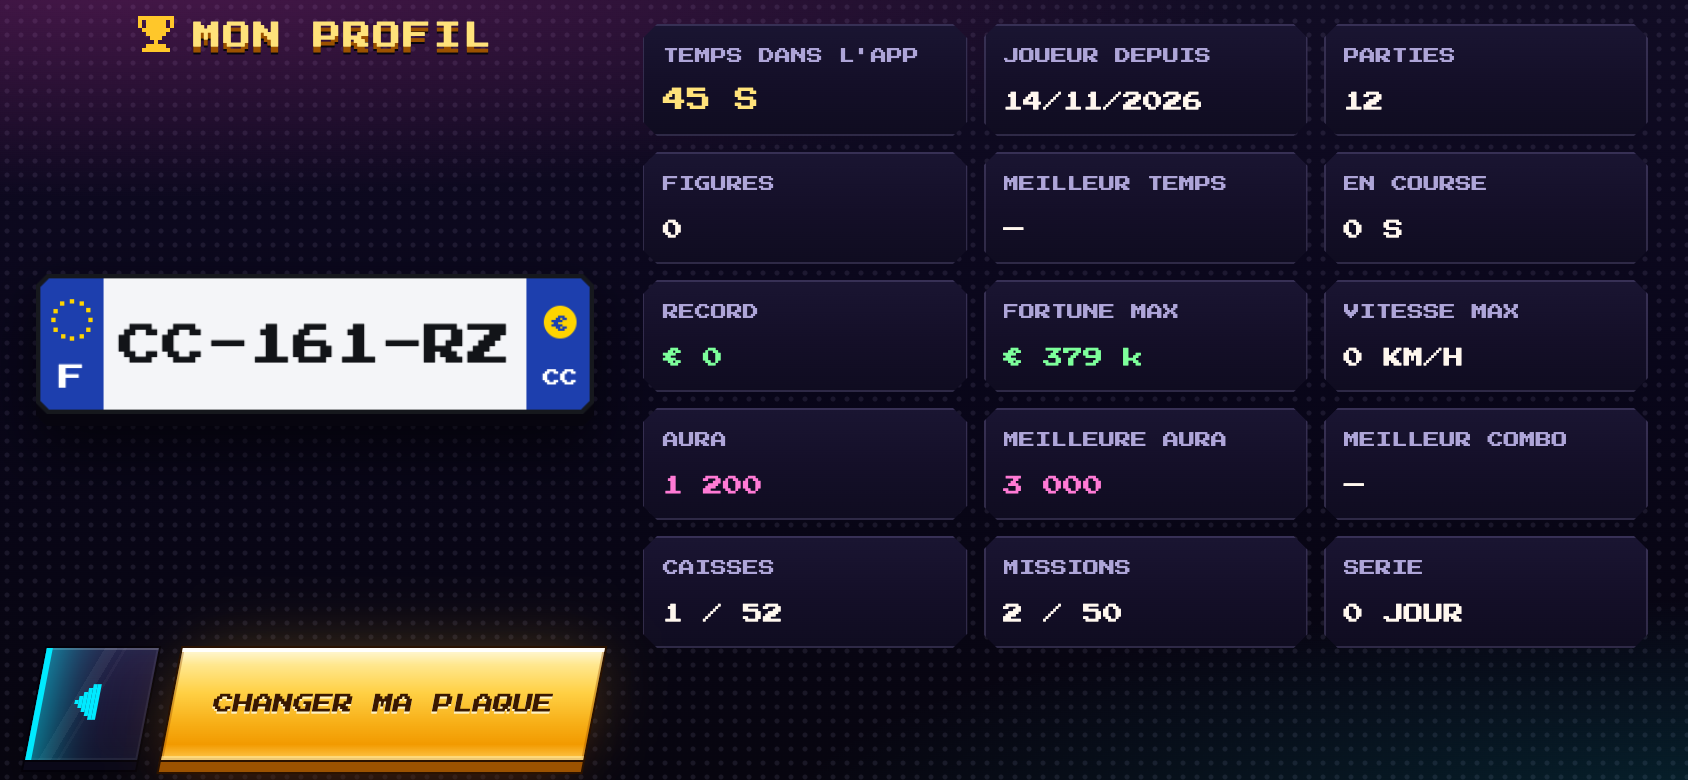 MON PROFIL
F
CC-161-RZ
€
CC
CHANGER MA PLAQUE
TEMPS DANS L'APP
45 S
JOUEUR DEPUIS
14/11/2026
PARTIES
12
FIGURES
0
MEILLEUR TEMPS
—
EN COURSE
0 S
RECORD
€ 0
FORTUNE MAX
€ 379 k
VITESSE MAX
0 KM/H
AURA
1 200
MEILLEURE AURA
3 000
MEILLEUR COMBO
—
CAISSES
1 / 52
MISSIONS
2 / 50
SERIE
0 JOUR